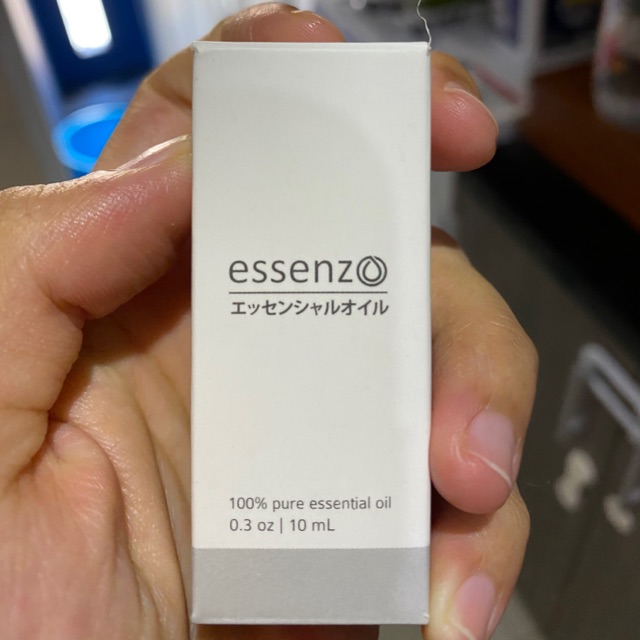 essenzo
エッセンシャルオイル
100% pure essential oil
0.3 oz | 10 mL